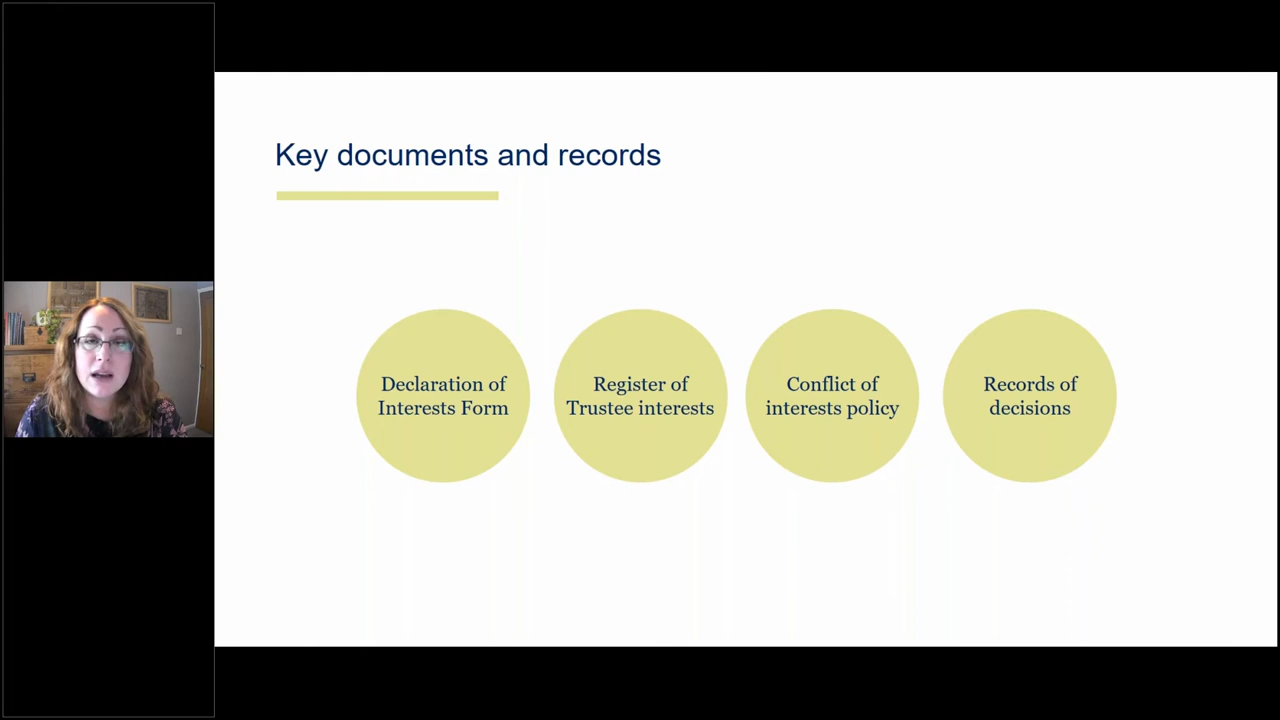 Key documents and records
Declaration of
Interests Form
Register of
Trustee interests
Conflict of
interests policy
Records of
decisions